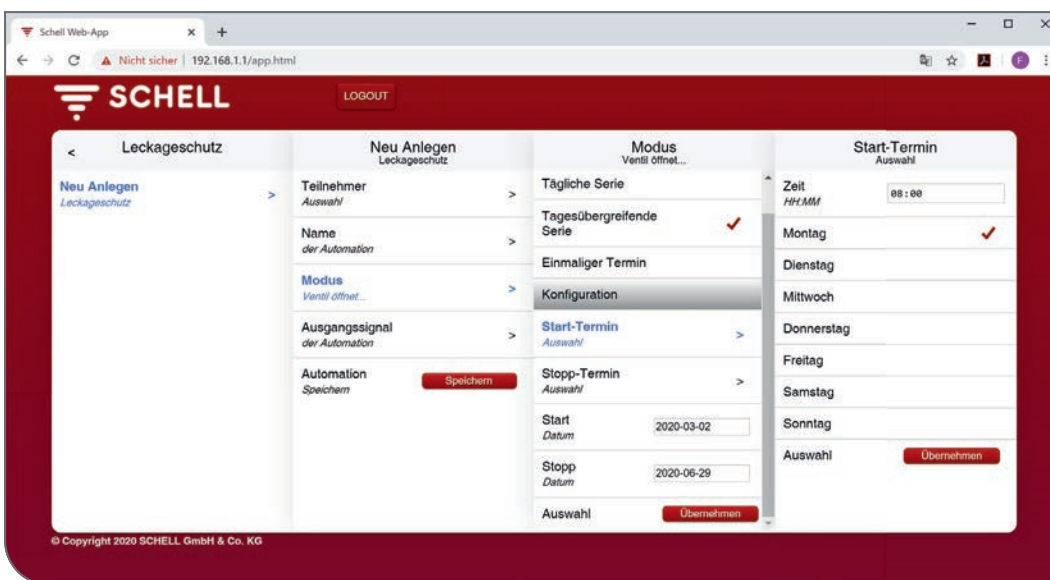 Schell Web-App
Nicht sicher | 192.168.1.1/app.html
F
SCHELL
LOGOUT
< Leckageschutz
Neu Anlegen
Leckageschutz
>
Neu Anlegen
Leckageschutz
Teilnehmer
Auswahl
>
Name
der Automation
>
Modus
Ventil öffnet...
>
Ausgangssignal
der Automation
>
Automation
Speichern
Speichern
Modus
Ventil öffnet...
Tägliche Serie
Tagesübergreifende
Serie
Einmaliger Termin
Konfiguration
Start-Termin
Auswahl
>
Stopp-Termin
Auswahl
>
Start
Datum
2020-03-02
Stopp
Datum
2020-06-29
Auswahl
Übernehmen
Start-Termin
Auswahl
Zeit
HH:MM
08:00
Montag
Dienstag
Mittwoch
Donnerstag
Freitag
Samstag
Sonntag
Auswahl
Übernehmen
© Copyright 2020 SCHELL GmbH & Co. KG